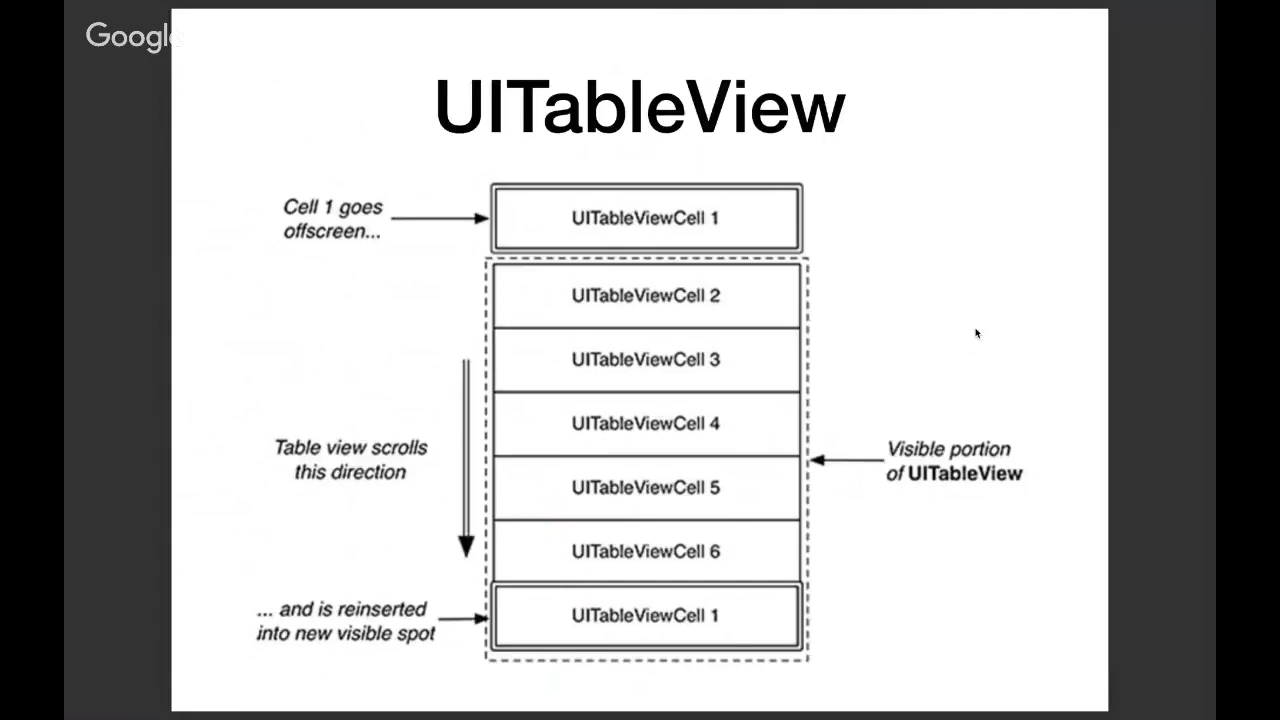 Google
UITableView
Cell 1 goes
offscreen...
UITableViewCell 1
UITableViewCell 2
UITableViewCell 3
UITableViewCell 4
Table view scrolls
this direction
Visible portion
of UITableView
UITableViewCell 5
UITableViewCell 6
... and is reinserted
into new visible spot
UITableViewCell 1